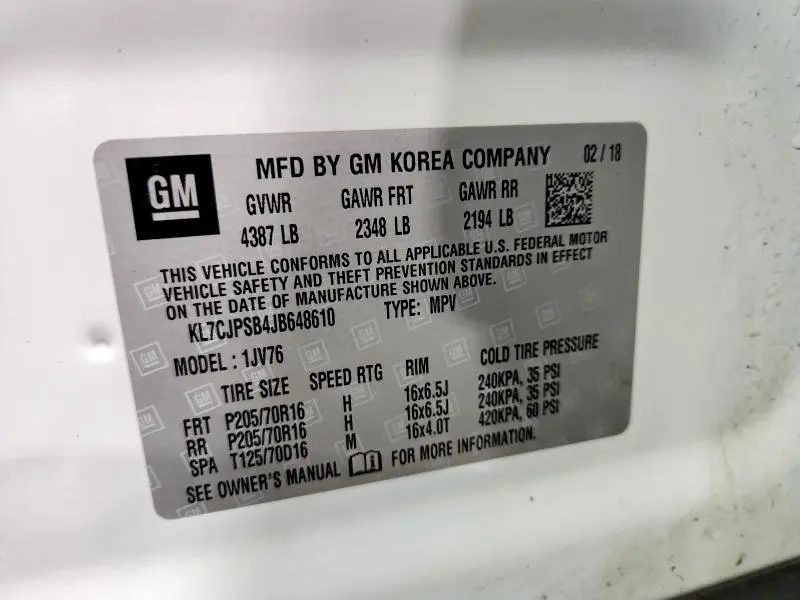 GM
MFD BY GM KOREA COMPANY 02 / 18
GVWR GAWR FRT GAWR RR
4387 LB 2348 LB 2194 LB
THIS VEHICLE CONFORMS TO ALL APPLICABLE U.S. FEDERAL MOTOR
VEHICLE SAFETY AND THEFT PREVENTION STANDARDS IN EFFECT
ON THE DATE OF MANUFACTURE SHOWN ABOVE.
KL7CJPSB4JB648610 TYPE: MPV
MODEL : 1JV76
TIRE SIZE SPEED RTG RIM COLD TIRE PRESSURE
FRT P205/70R16 H 16x6.5J 240KPA, 35 PSI
RR P205/70R16 H 16x6.5J 240KPA, 35 PSI
SPA T125/70D16 M 16x4.0T 420KPA, 60 PSI
SEE OWNER'S MANUAL FOR MORE INFORMATION.